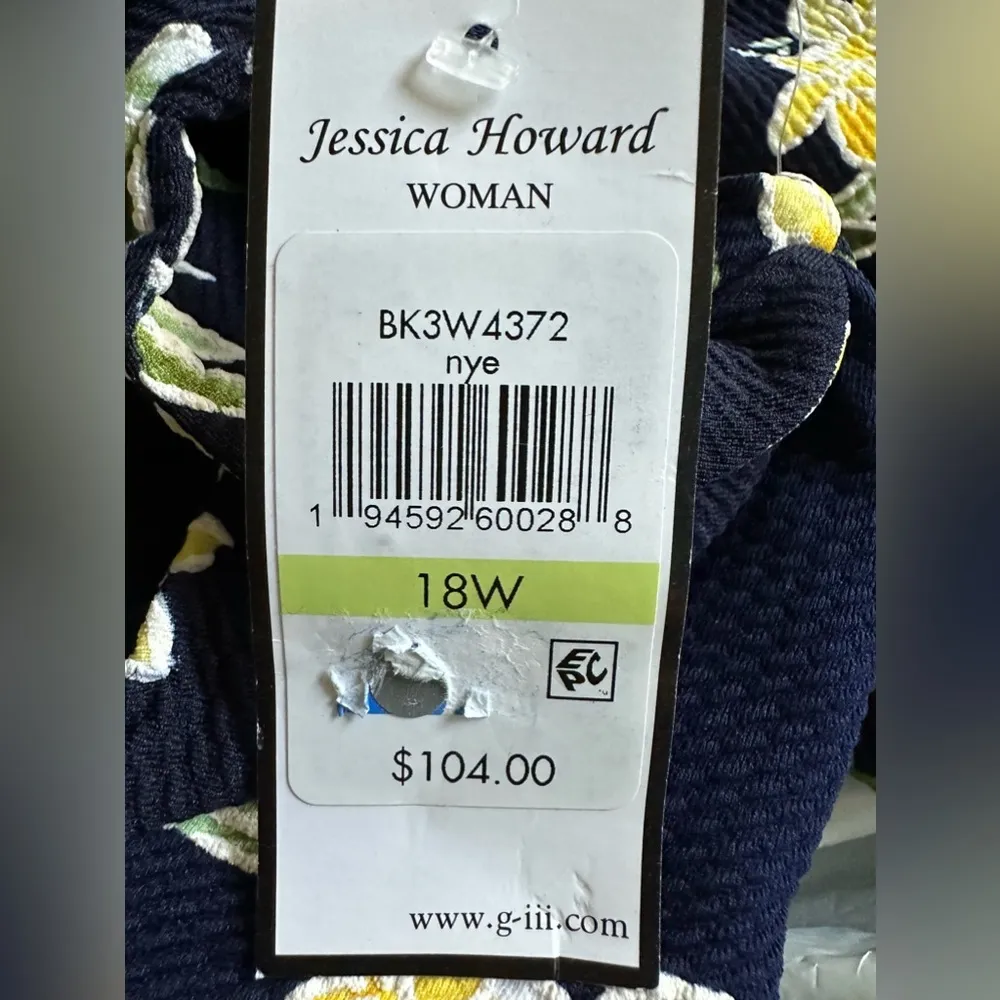 Jessica Howard
WOMAN
BK3W4372
nye
1 94592 60028 8
18W
EPC
$104.00
www.g-iii.com